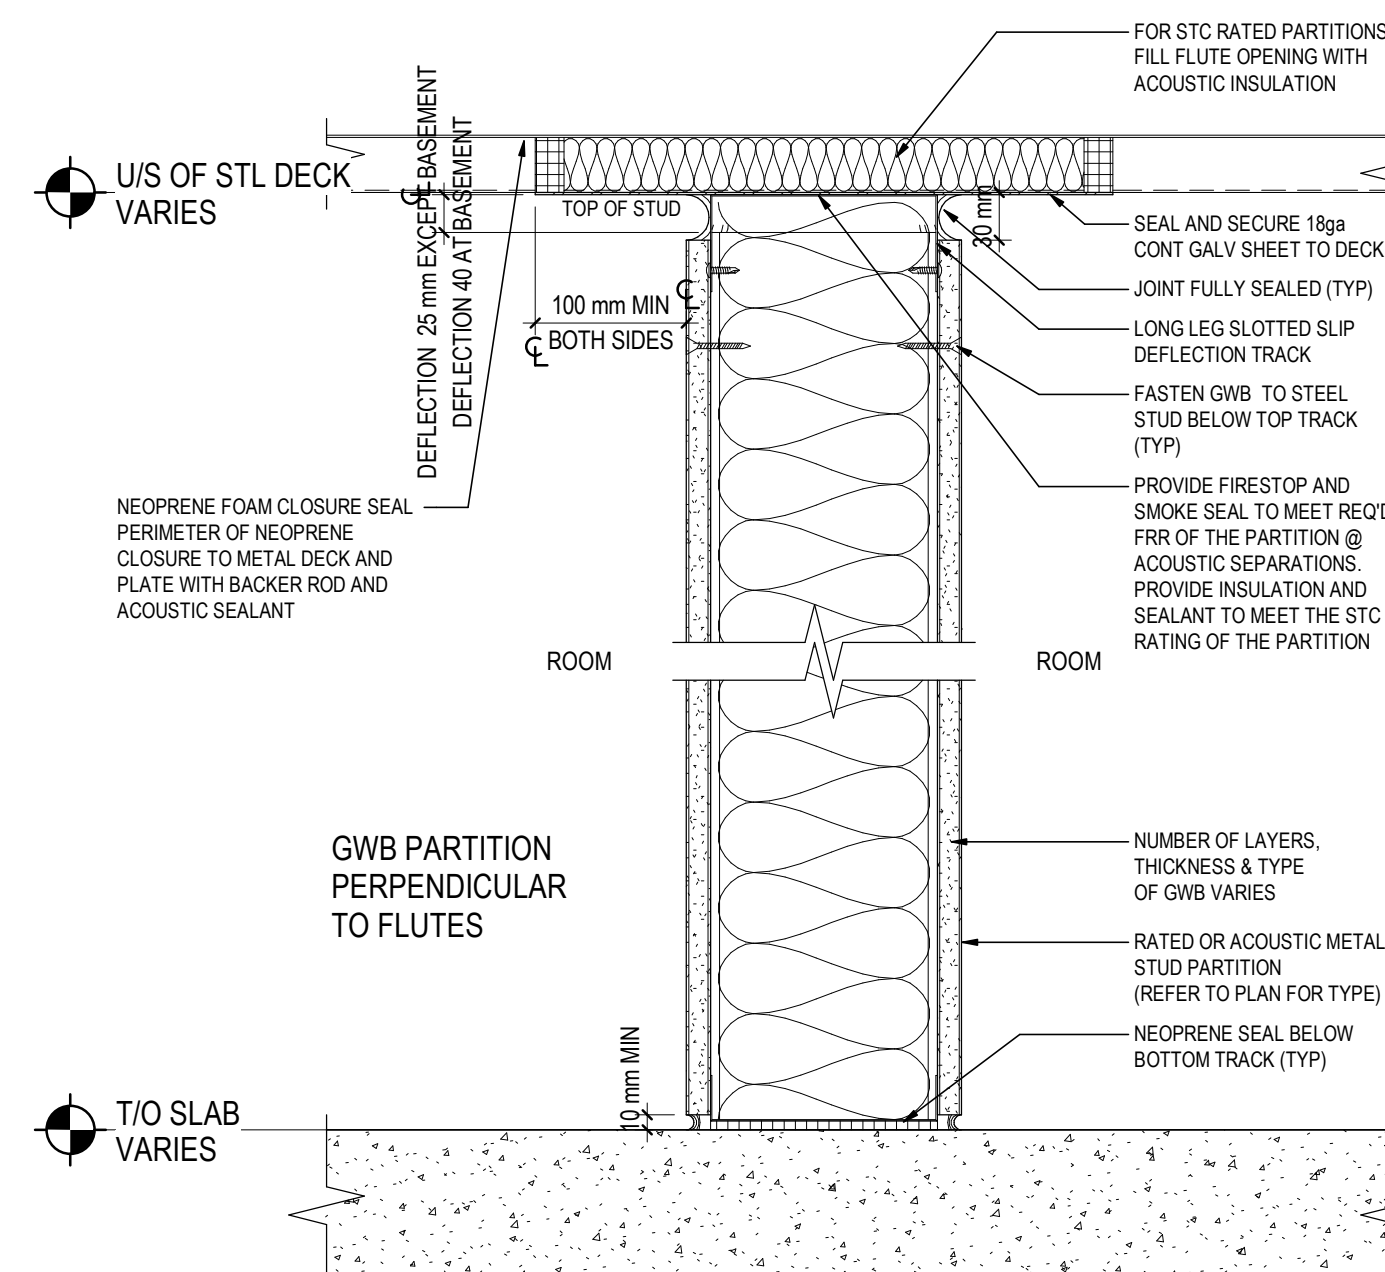 FOR STC RATED PARTITIONS
FILL FLUTE OPENING WITH
ACOUSTIC INSULATION
U/S OF STL DECK
VARIES
DEFLECTION 25 mm EXCEPT BASEMENT
DEFLECTION 40 AT BASEMENT
TOP OF STUD
30 mm
100 mm MIN
BOTH SIDES
SEAL AND SECURE 18ga
CONT GALV SHEET TO DECK
JOINT FULLY SEALED (TYP)
LONG LEG SLOTTED SLIP
DEFLECTION TRACK
FASTEN GWB TO STEEL
STUD BELOW TOP TRACK
(TYP)
NEOPRENE FOAM CLOSURE SEAL
PERIMETER OF NEOPRENE
CLOSURE TO METAL DECK AND
PLATE WITH BACKER ROD AND
ACOUSTIC SEALANT
PROVIDE FIRESTOP AND
SMOKE SEAL TO MEET REQ'D
FRR OF THE PARTITION @
ACOUSTIC SEPARATIONS.
PROVIDE INSULATION AND
SEALANT TO MEET THE STC
RATING OF THE PARTITION
ROOM
ROOM
GWB PARTITION
PERPENDICULAR
TO FLUTES
NUMBER OF LAYERS,
THICKNESS & TYPE
OF GWB VARIES
RATED OR ACOUSTIC METAL
STUD PARTITION
(REFER TO PLAN FOR TYPE)
NEOPRENE SEAL BELOW
BOTTOM TRACK (TYP)
10 mm MIN
T/O SLAB
VARIES